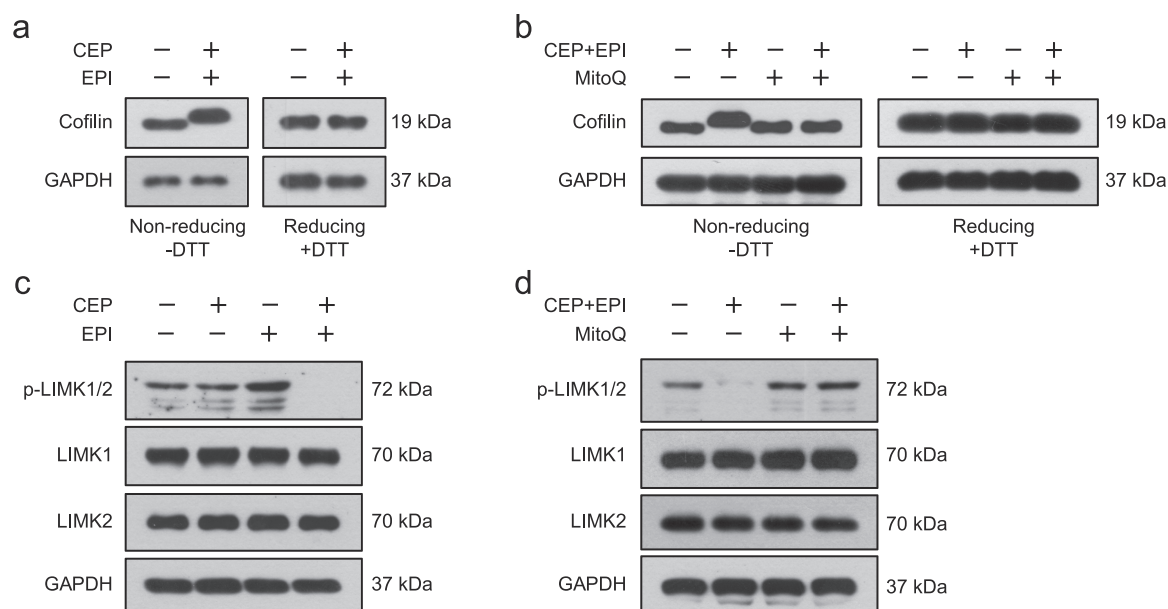 a
CEP − +
EPI − +
− +
− +
Cofilin
19 kDa
GAPDH
37 kDa
Non-reducing
-DTT
Reducing
+DTT
b
CEP+EPI − + − +
MitoQ − − + +
− + − +
− − + +
Cofilin
19 kDa
GAPDH
37 kDa
Non-reducing
-DTT
Reducing
+DTT
c
CEP − + − +
EPI − − + +
p-LIMK1/2
72 kDa
LIMK1
70 kDa
LIMK2
70 kDa
GAPDH
37 kDa
d
CEP+EPI − + − +
MitoQ − − + +
p-LIMK1/2
72 kDa
LIMK1
70 kDa
LIMK2
70 kDa
GAPDH
37 kDa